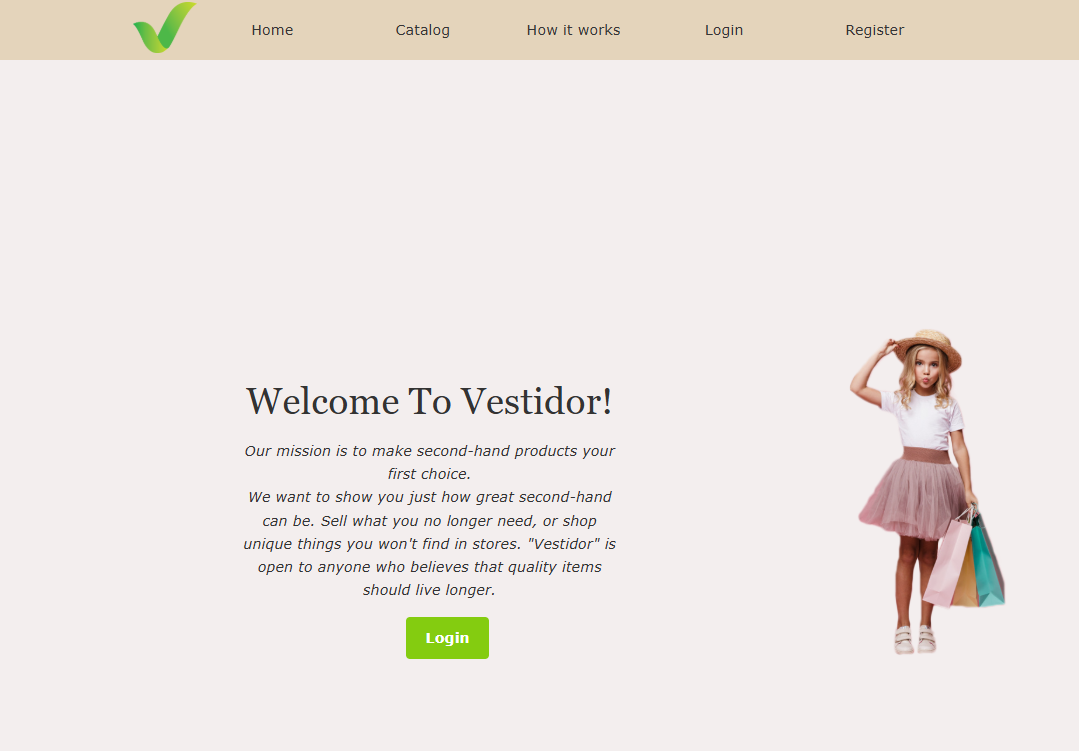 Home
Catalog
How it works
Login
Register
Welcome To Vestidor!
Our mission is to make second-hand products your
first choice.
We want to show you just how great second-hand
can be. Sell what you no longer need, or shop
unique things you won't find in stores. "Vestidor" is
open to anyone who believes that quality items
should live longer.
Login